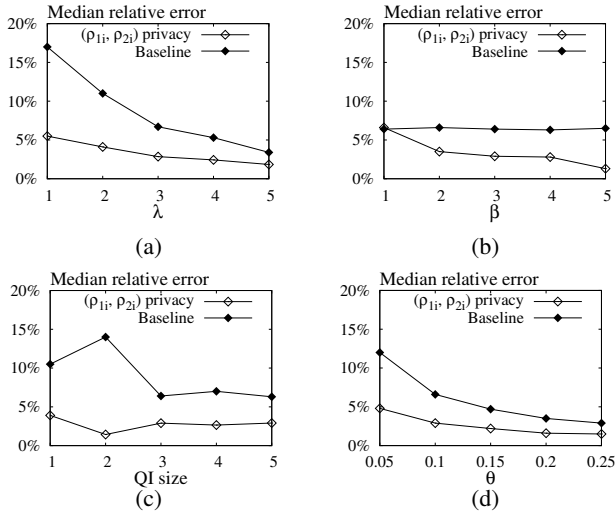 Median relative error
20%
(ρ1i, ρ2i) privacy
Baseline
15%
10%
5%
0%
1 2 3 4 5
λ
(a)
Median relative error
20%
(ρ1i, ρ2i) privacy
Baseline
15%
10%
5%
0%
1 2 3 4 5
β
(b)
Median relative error
20%
(ρ1i, ρ2i) privacy
Baseline
15%
10%
5%
0%
1 2 3 4 5
QI size
(c)
Median relative error
20%
(ρ1i, ρ2i) privacy
Baseline
15%
10%
5%
0%
0.05 0.1 0.15 0.2 0.25
θ
(d)